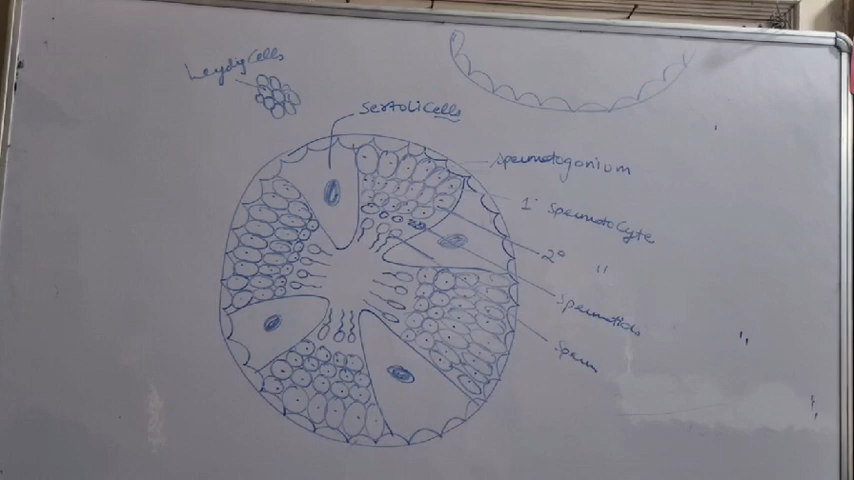 Leydig Cells
Sertoli Cells
Spermatogonium
1° Spermatocyte
2° "
Spermatids
Sperm